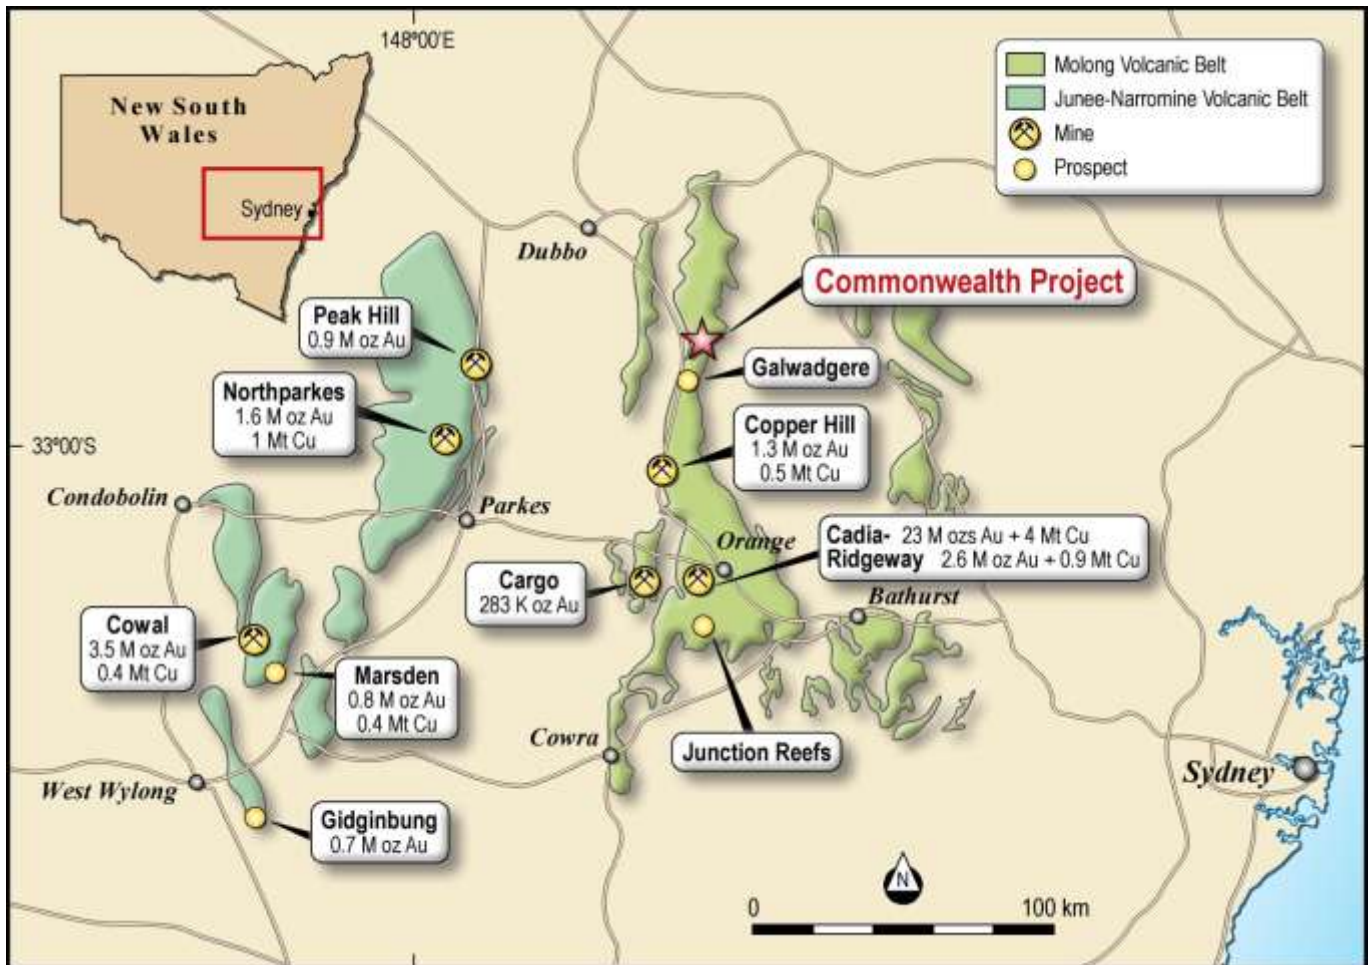 148º00'E
New South
Wales
Sydney
Molong Volcanic Belt
Junee-Narromine Volcanic Belt
Mine
Prospect
Dubbo
Commonwealth Project
Peak Hill
0.9 M oz Au
Galwadgere
Northparkes
1.6 M oz Au
1 Mt Cu
Copper Hill
1.3 M oz Au
0.5 Mt Cu
33º00'S
Condobolin
Parkes
Orange
Cadia- 23 M ozs Au + 4 Mt Cu
Ridgeway 2.6 M oz Au + 0.9 Mt Cu
Cargo
283 K oz Au
Bathurst
Cowal
3.5 M oz Au
0.4 Mt Cu
Marsden
0.8 M oz Au
0.4 Mt Cu
Cowra
Junction Reefs
Sydney
West Wylong
Gidginbung
0.7 M oz Au
N
0 100 km